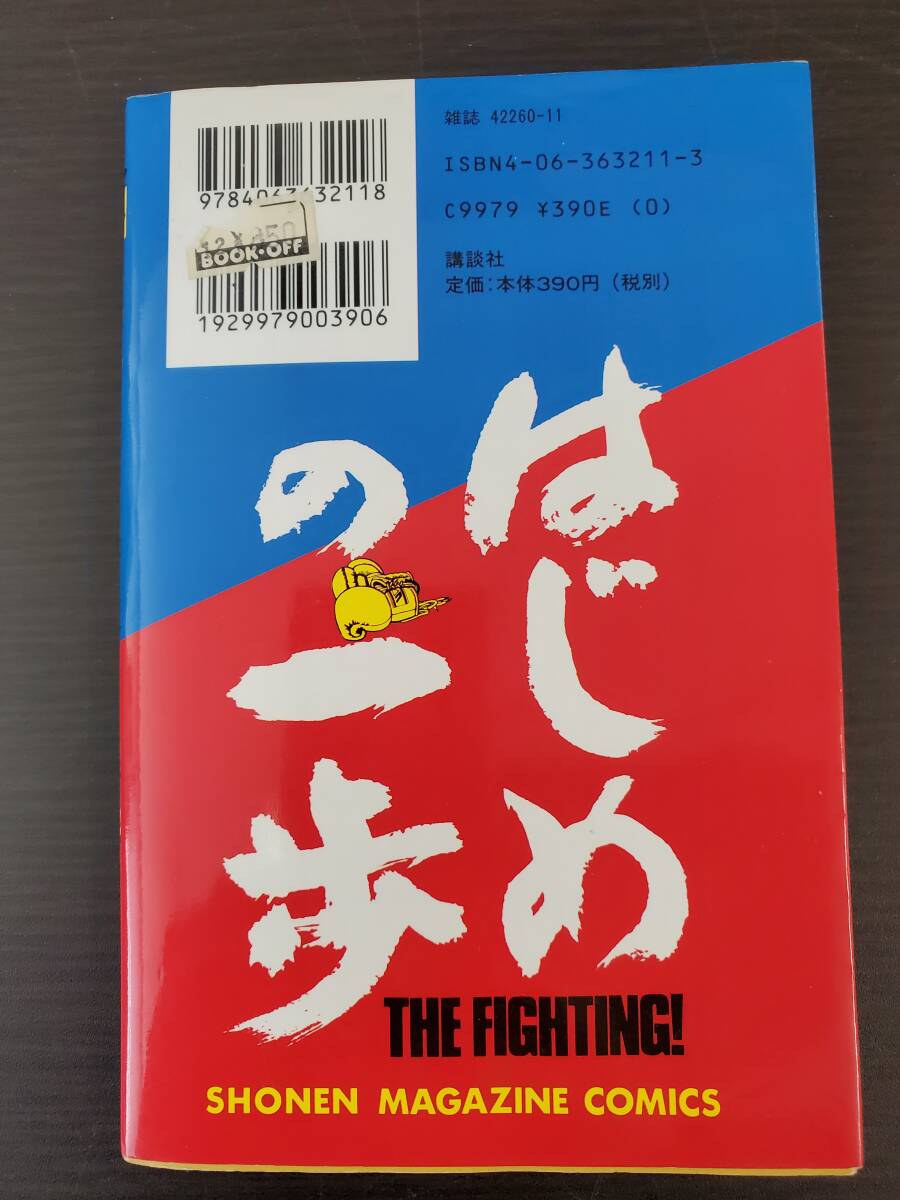 9784063632118
BOOK・OFF
1929979003906
雑誌 42260-11
ISBN4-06-363211-3
C9979 ¥390E (0)
講談社
定価:本体390円(税別)
はじめ
の一歩
THE FIGHTING!
SHONEN MAGAZINE COMICS